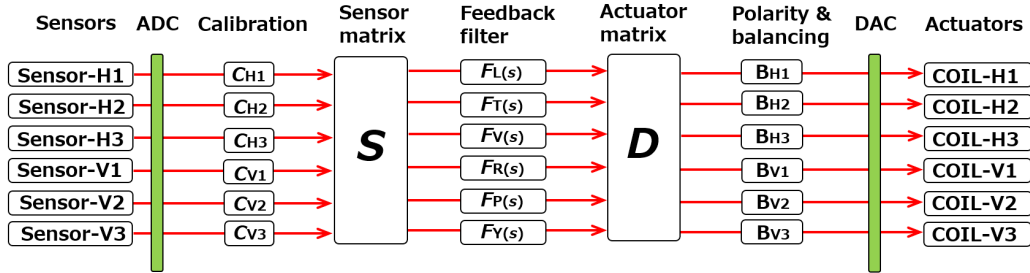 Sensors ADC Calibration Sensor matrix Feedback filter Actuator matrix Polarity & balancing DAC Actuators
Sensor-H1 CH1 FL(s) BH1 COIL-H1
Sensor-H2 CH2 FT(s) BH2 COIL-H2
Sensor-H3 CH3 FV(s) BH3 COIL-H3
S D
Sensor-V1 CV1 FR(s) BV1 COIL-V1
Sensor-V2 CV2 FP(s) BV2 COIL-V2
Sensor-V3 CV3 FY(s) BV3 COIL-V3